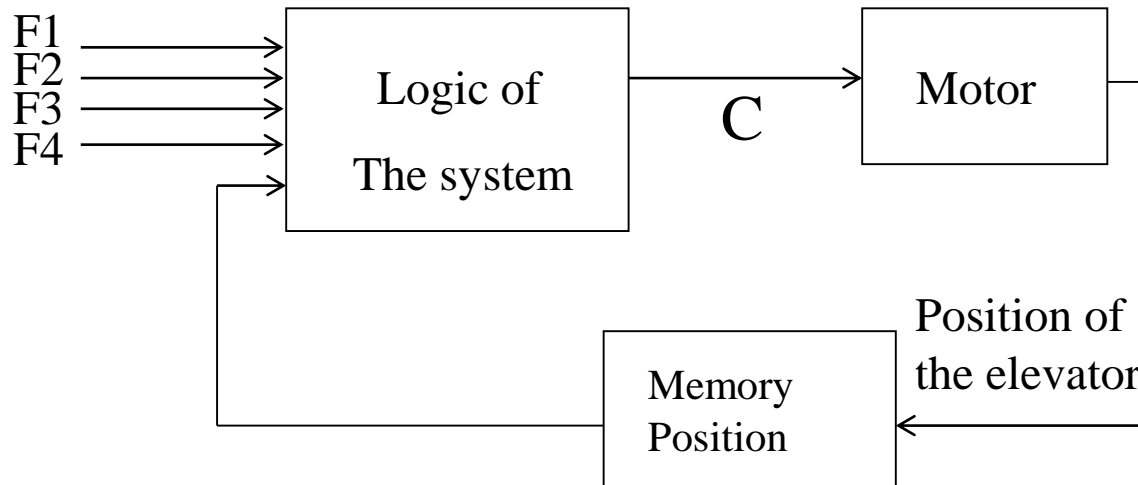 F1
F2
F3
F4
Logic of
The system
C
Motor
Position of
the elevator
Memory
Position